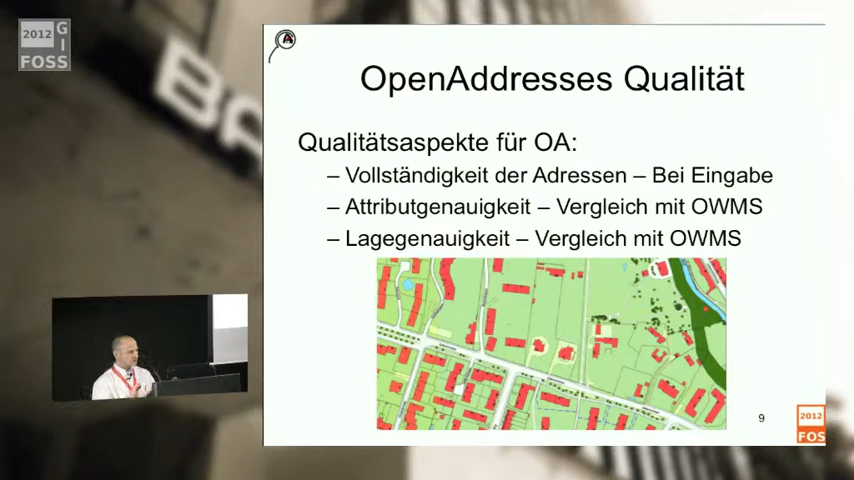 2012
G
I
FOSS
BA
A
OpenAddresses Qualität
Qualitätsaspekte für OA:
– Vollständigkeit der Adressen – Bei Eingabe
– Attributgenauigkeit – Vergleich mit OWMS
– Lagegenauigkeit – Vergleich mit OWMS
9
2012
FOS